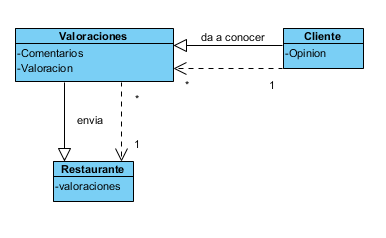 Valoraciones
-Comentarios
-Valoracion
da a conocer
Cliente
-Opinion
*
1
*
envia
1
Restaurante
-valoraciones